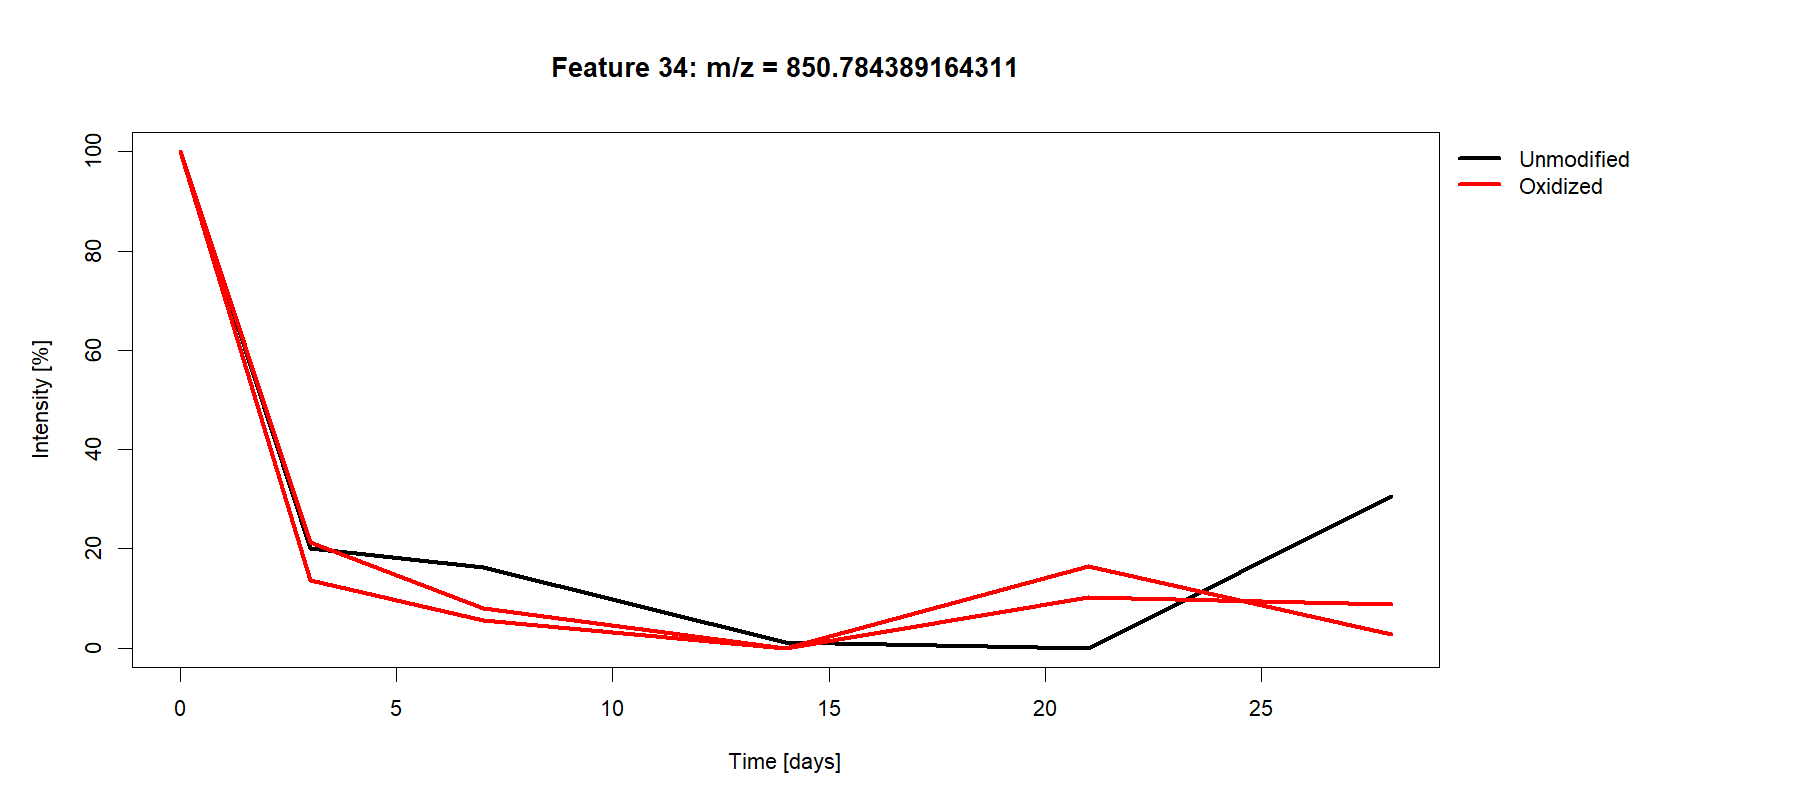 Feature 34: m/z = 850.784389164311
Unmodified
Oxidized
Intensity [%]
100
80
60
40
20
0
0 5 10 15 20 25
Time [days]